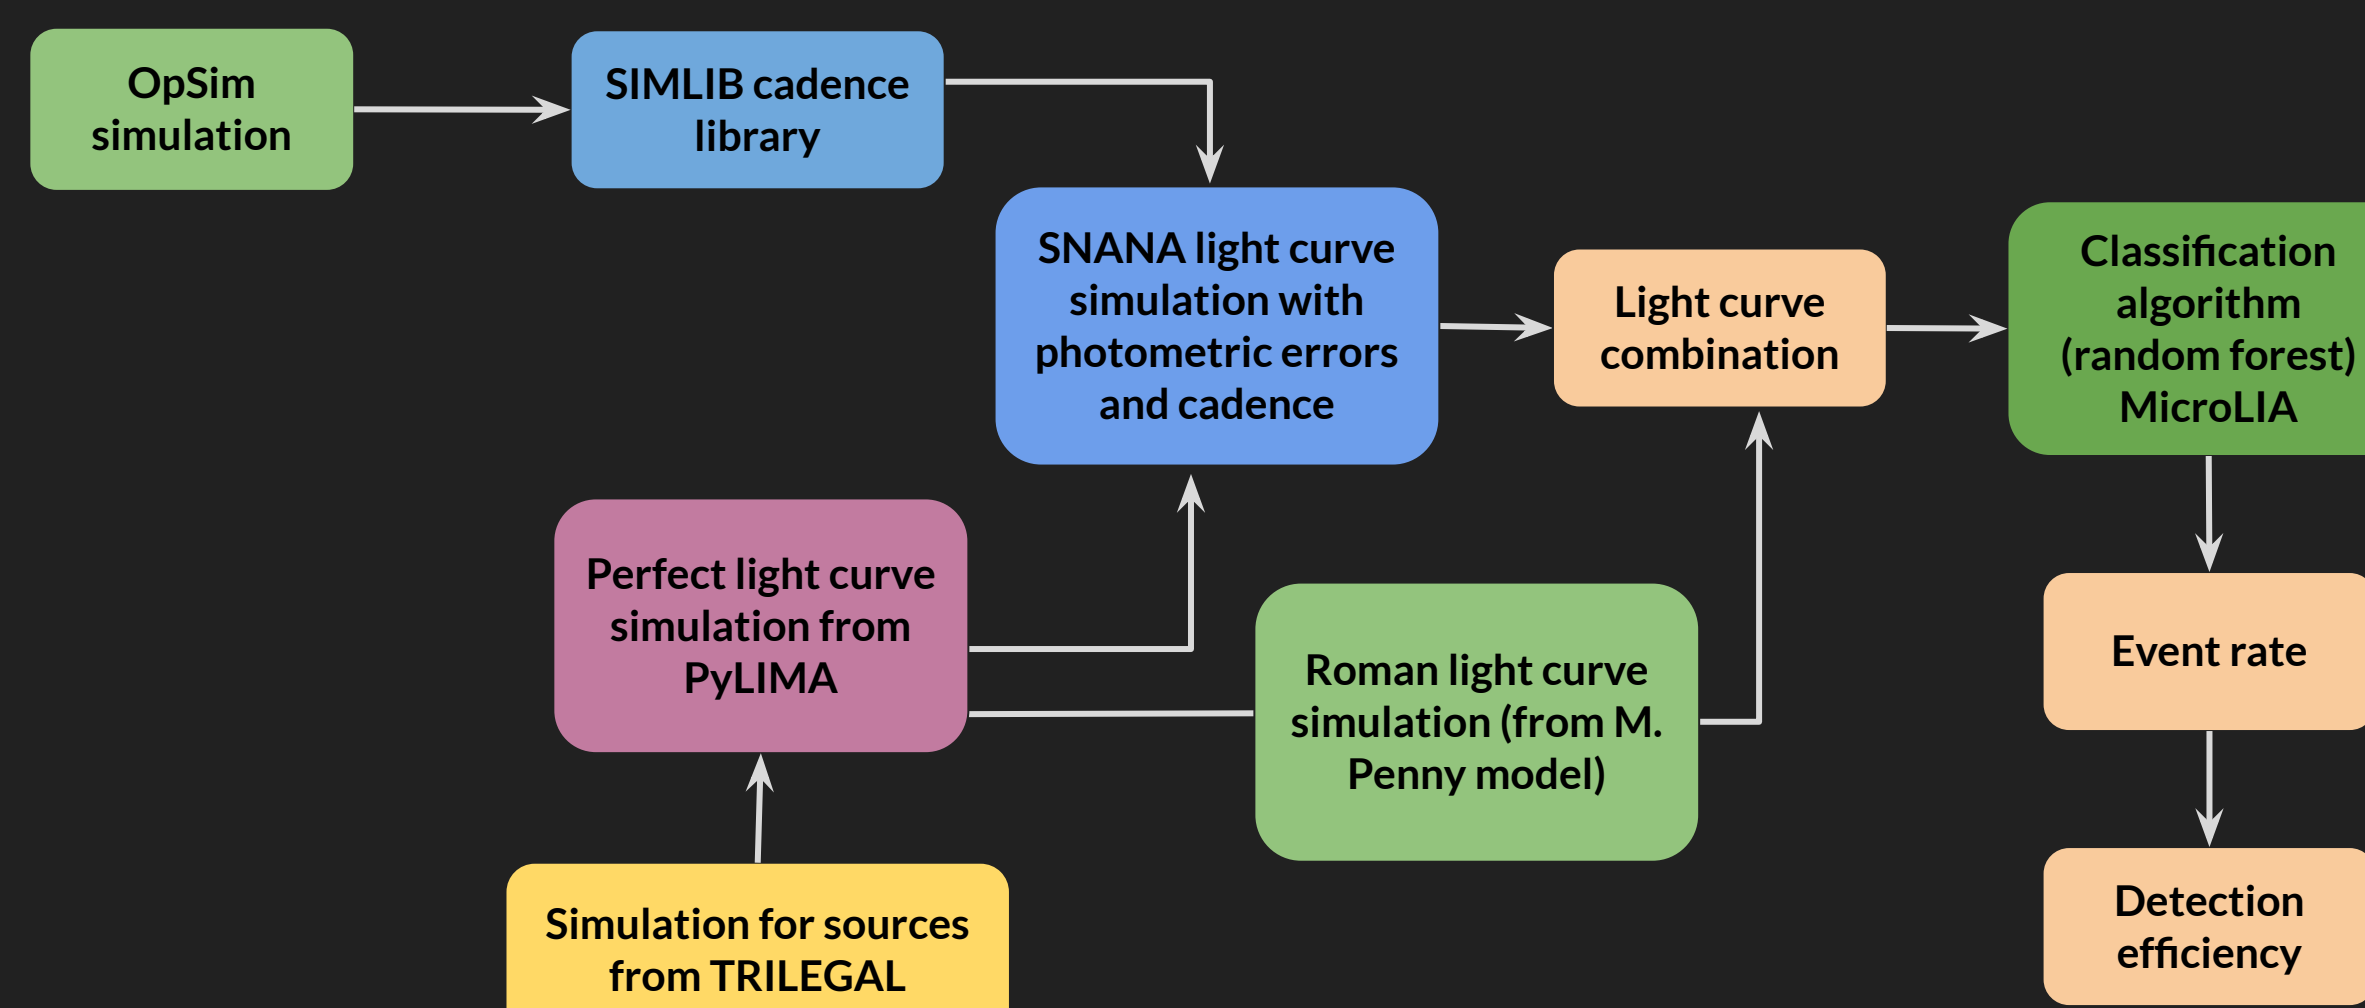 OpSim
simulation
SIMLIB cadence
library
SNANA light curve
simulation with
photometric errors
and cadence
Light curve
combination
Classification
algorithm
(random forest)
MicroLIA
Perfect light curve
simulation from
PyLIMA
Roman light curve
simulation (from M.
Penny model)
Event rate
Simulation for sources
from TRILEGAL
Detection
efficiency